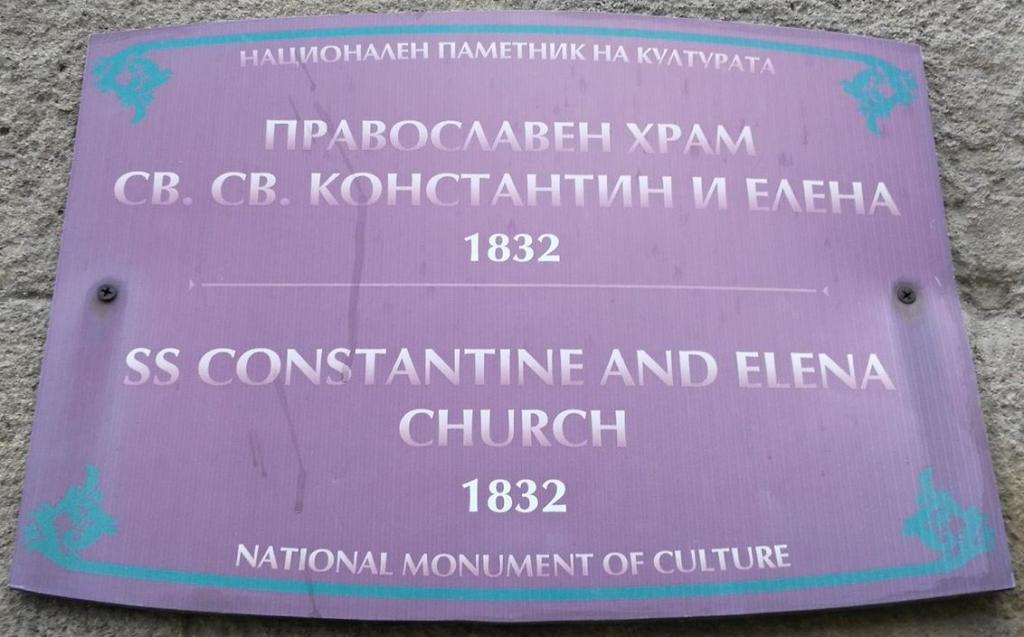 НАЦИОНАЛЕН ПАМЕТНИК НА КУЛТУРАТА
ПРАВОСЛАВЕН ХРАМ
СВ. СВ. КОНСТАНТИН И ЕЛЕНА
1832
SS CONSTANTINE AND ELENA
CHURCH
1832
NATIONAL MONUMENT OF CULTURE